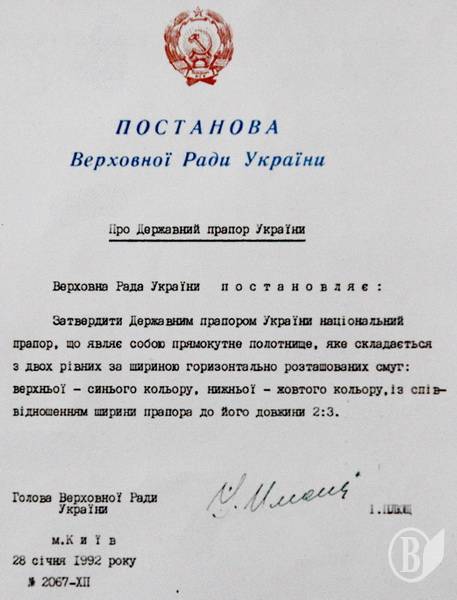 ПОСТАНОВА
Верховної Ради України
Про Державний прапор України
Верховна Рада України постановляє:
Затвердити Державним прапором України національний
прапор, що являє собою прямокутне полотнище, яке складається
з двох рівних за шириною горизонтально розташованих смуг:
верхньої - синього кольору, нижньої - жовтого кольору,із спів-
відношенням ширини прапора до його довжини 2:3.
Голова Верховної Ради
України
І.ПЛЮЩ
м.Київ
28 січня 1992 року
№ 2067-XII
В